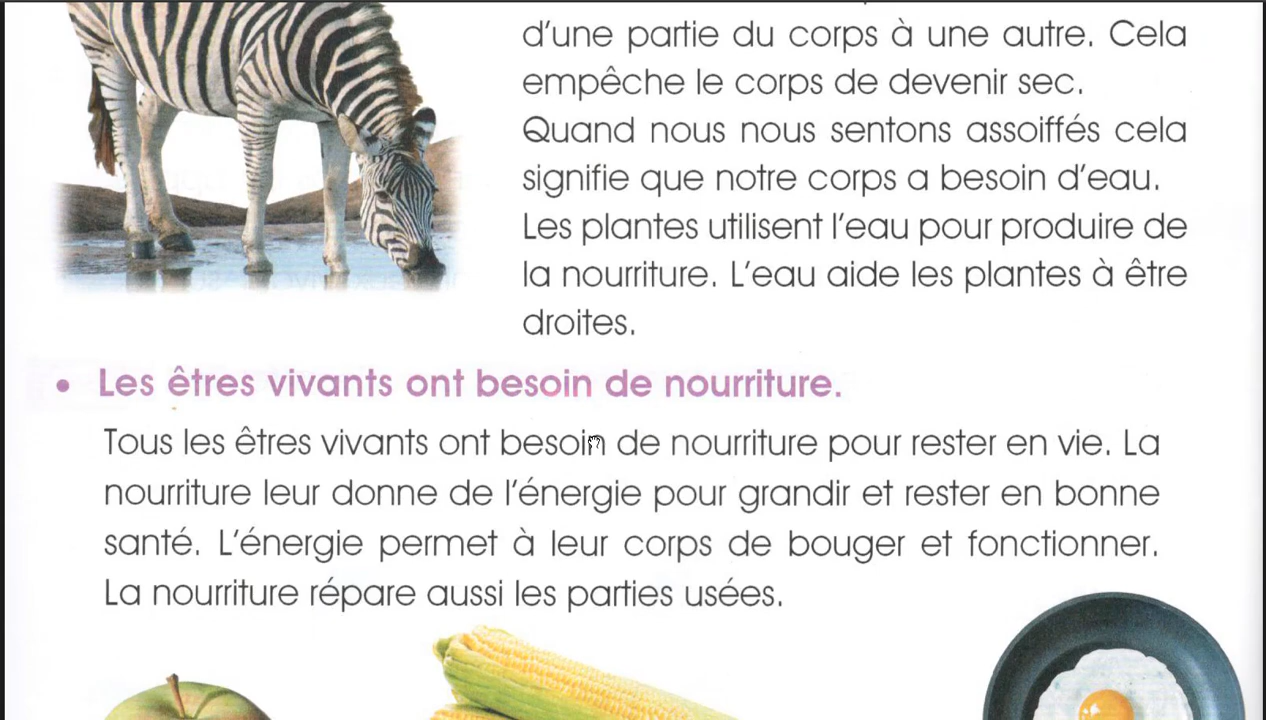 d'une partie du corps à une autre. Cela
empêche le corps de devenir sec.
Quand nous nous sentons assoiffés cela
signifie que notre corps a besoin d'eau.
Les plantes utilisent l'eau pour produire de
la nourriture. L'eau aide les plantes à être
droites.
• Les êtres vivants ont besoin de nourriture.
Tous les êtres vivants ont besoin de nourriture pour rester en vie. La
nourriture leur donne de l'énergie pour grandir et rester en bonne
santé. L'énergie permet à leur corps de bouger et fonctionner.
La nourriture répare aussi les parties usées.